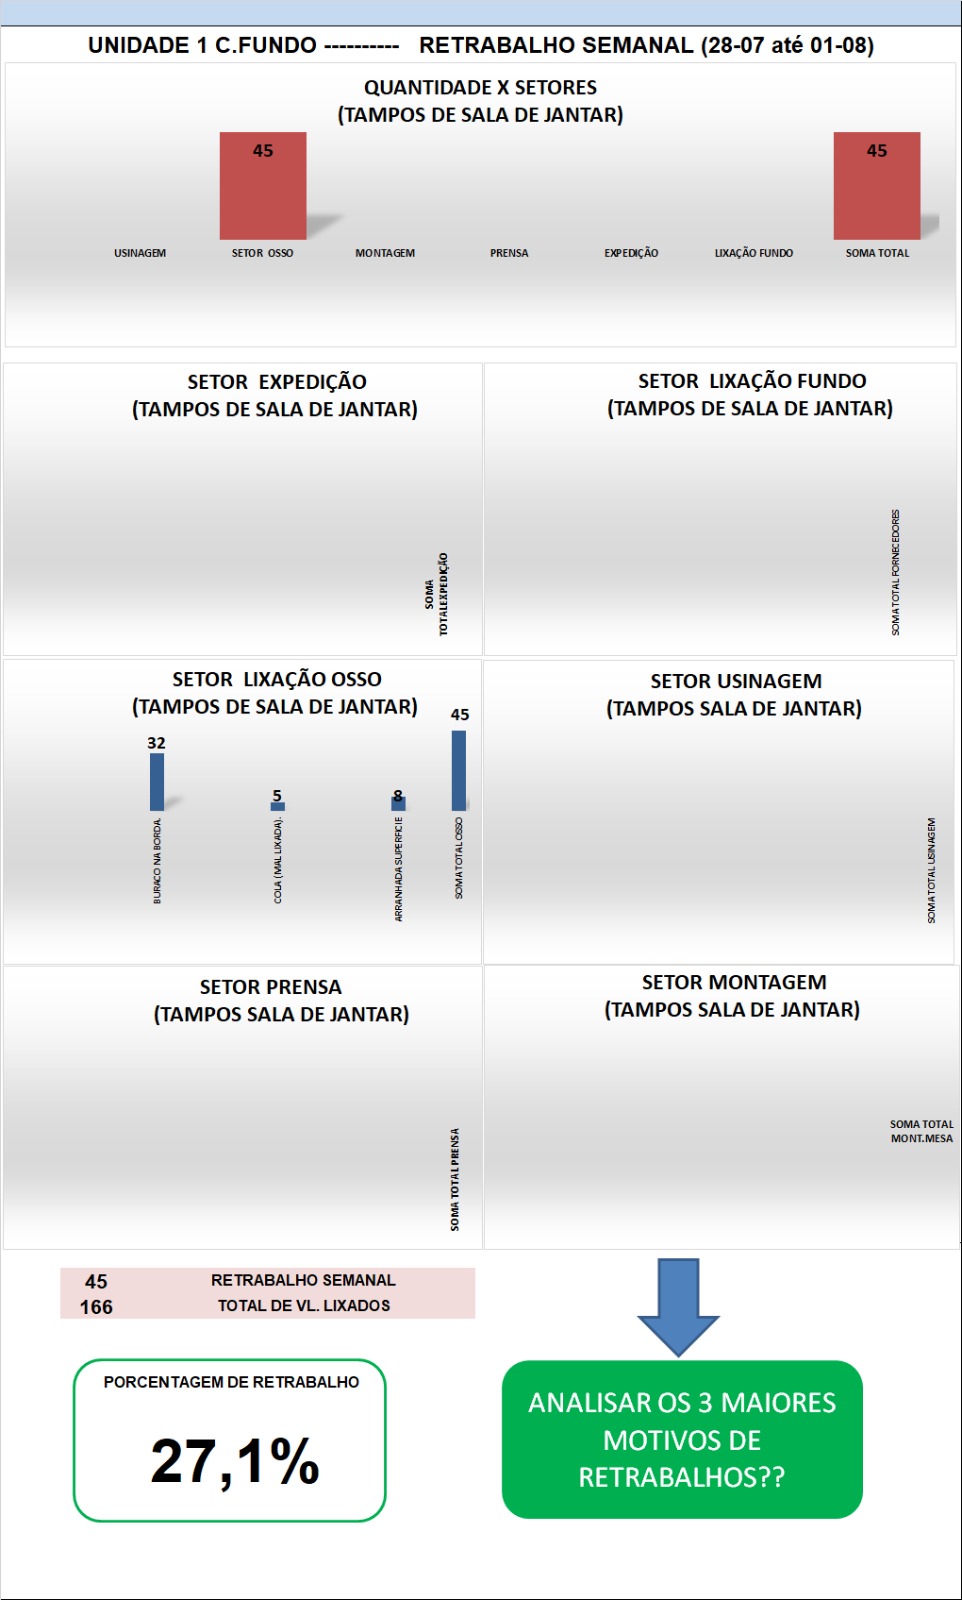 UNIDADE 1 C.FUNDO ---------- RETRABALHO SEMANAL (28-07 até 01-08)
QUANTIDADE X SETORES
(TAMPOS DE SALA DE JANTAR)
45
45
USINAGEM
SETOR OSSO
MONTAGEM
PRENSA
EXPEDIÇÃO
LIXAÇÃO FUNDO
SOMA TOTAL
SETOR EXPEDIÇÃO
(TAMPOS DE SALA DE JANTAR)
SOMA
TOTALEXPEDIÇÃO
SETOR LIXAÇÃO FUNDO
(TAMPOS DE SALA DE JANTAR)
SOMA TOTAL FORNECEDORES
SETOR LIXAÇÃO OSSO
(TAMPOS DE SALA DE JANTAR)
32
5
8
45
BURACO NA BORDA.
COLA (MAL LIXADA).
ARRANHADA SUPERFICIE
SOMA TOTAL OSSO
SETOR USINAGEM
(TAMPOS SALA DE JANTAR)
SOMA TOTAL USINAGEM
SETOR PRENSA
(TAMPOS SALA DE JANTAR)
SOMA TOTAL PRENSA
SETOR MONTAGEM
(TAMPOS SALA DE JANTAR)
SOMA TOTAL
MONT.MESA
45 RETRABALHO SEMANAL
166 TOTAL DE VL. LIXADOS
PORCENTAGEM DE RETRABALHO
27,1%
ANALISAR OS 3 MAIORES
MOTIVOS DE
RETRABALHOS??